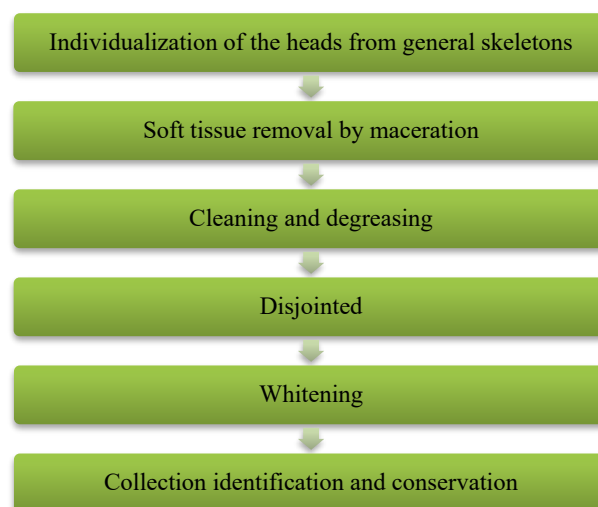 Individualization of the heads from general skeletons
Soft tissue removal by maceration
Cleaning and degreasing
Disjointed
Whitening
Collection identification and conservation